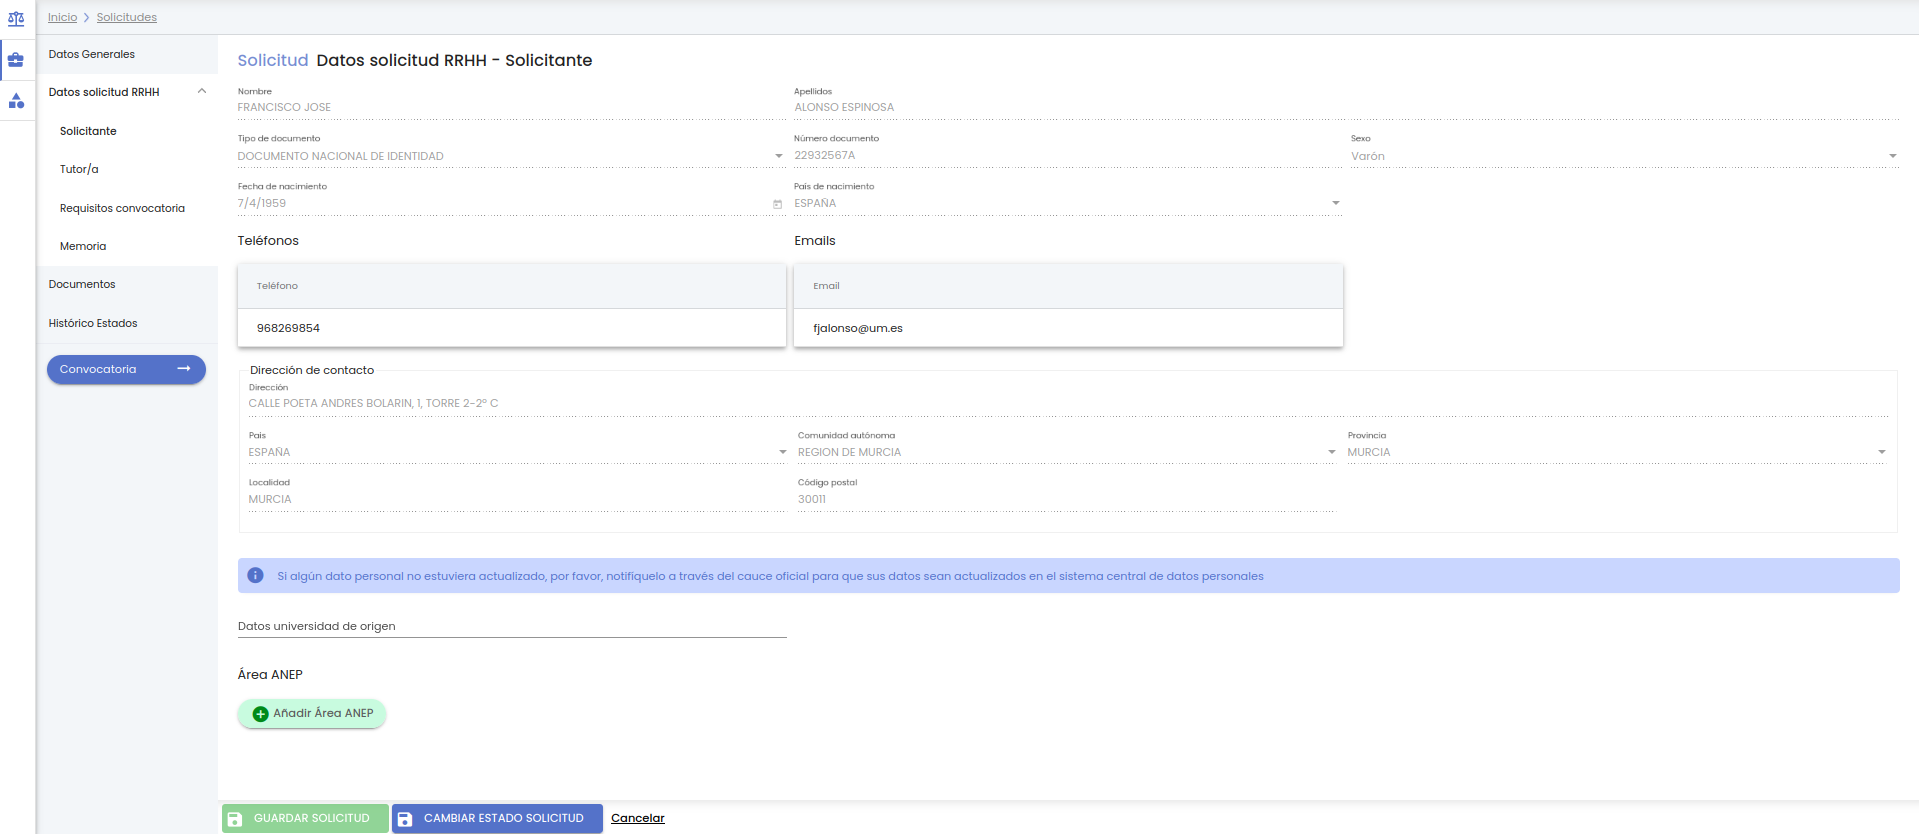 Inicio > Solicitudes
Datos Generales
Datos solicitud RRHH
Solicitante
Tutor/a
Requisitos convocatoria
Memoria
Documentos
Histórico Estados
Convocatoria
Solicitud Datos solicitud RRHH - Solicitante
Nombre
FRANCISCO JOSE
Apellidos
ALONSO ESPINOSA
Tipo de documento
DOCUMENTO NACIONAL DE IDENTIDAD
Número documento
22932567A
Sexo
Varón
Fecha de nacimiento
7/4/1959
País de nacimiento
ESPAÑA
Teléfonos
Teléfono
968269854
Emails
Email
fjalonso@um.es
Dirección de contacto
Dirección
CALLE POETA ANDRES BOLARIN, 1, TORRE 2-2º C
Pais
ESPAÑA
Comunidad autónoma
REGION DE MURCIA
Provincia
MURCIA
Localidad
MURCIA
Código postal
30011
Si algún dato personal no estuviera actualizado, por favor, notifíquelo a través del cauce oficial para que sus datos sean actualizados en el sistema central de datos personales
Datos universidad de origen
Área ANEP
Añadir Área ANEP
GUARDAR SOLICITUD
CAMBIAR ESTADO SOLICITUD
Cancelar